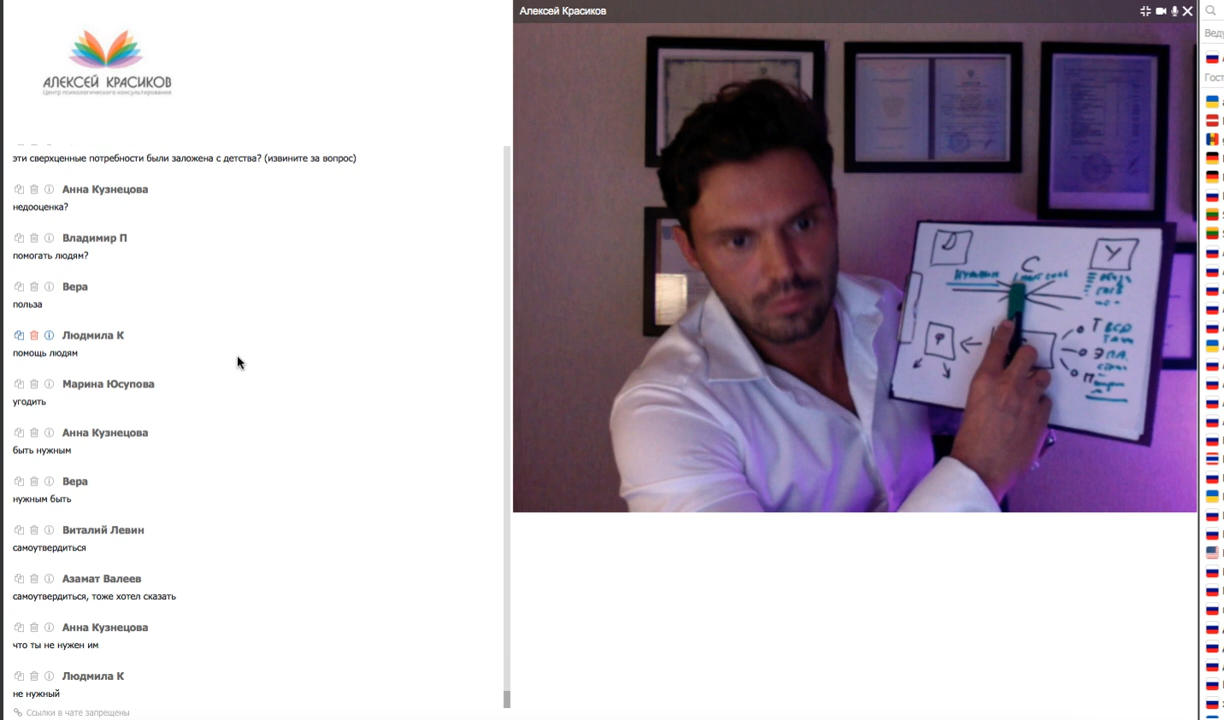 АЛЕКСЕЙ КРАСИКОВ
Центр психологического консультирования
эти сверхценные потребности были заложена с детства? (извините за вопрос)
Анна Кузнецова
недооценка?
Владимир П
помогать людям?
Вера
польза
Людмила К
помощь людям
Марина Юсупова
угодить
Анна Кузнецова
быть нужным
Вера
нужным быть
Виталий Левин
самоутвердиться
Азамат Валеев
самоутвердиться, тоже хотел сказать
Анна Кузнецова
что ты не нужен им
Людмила К
не нужный
Ссылки в чате запрещены
Алексей Красиков
С
У
Ф
Т
Э
П
Веду
Гост